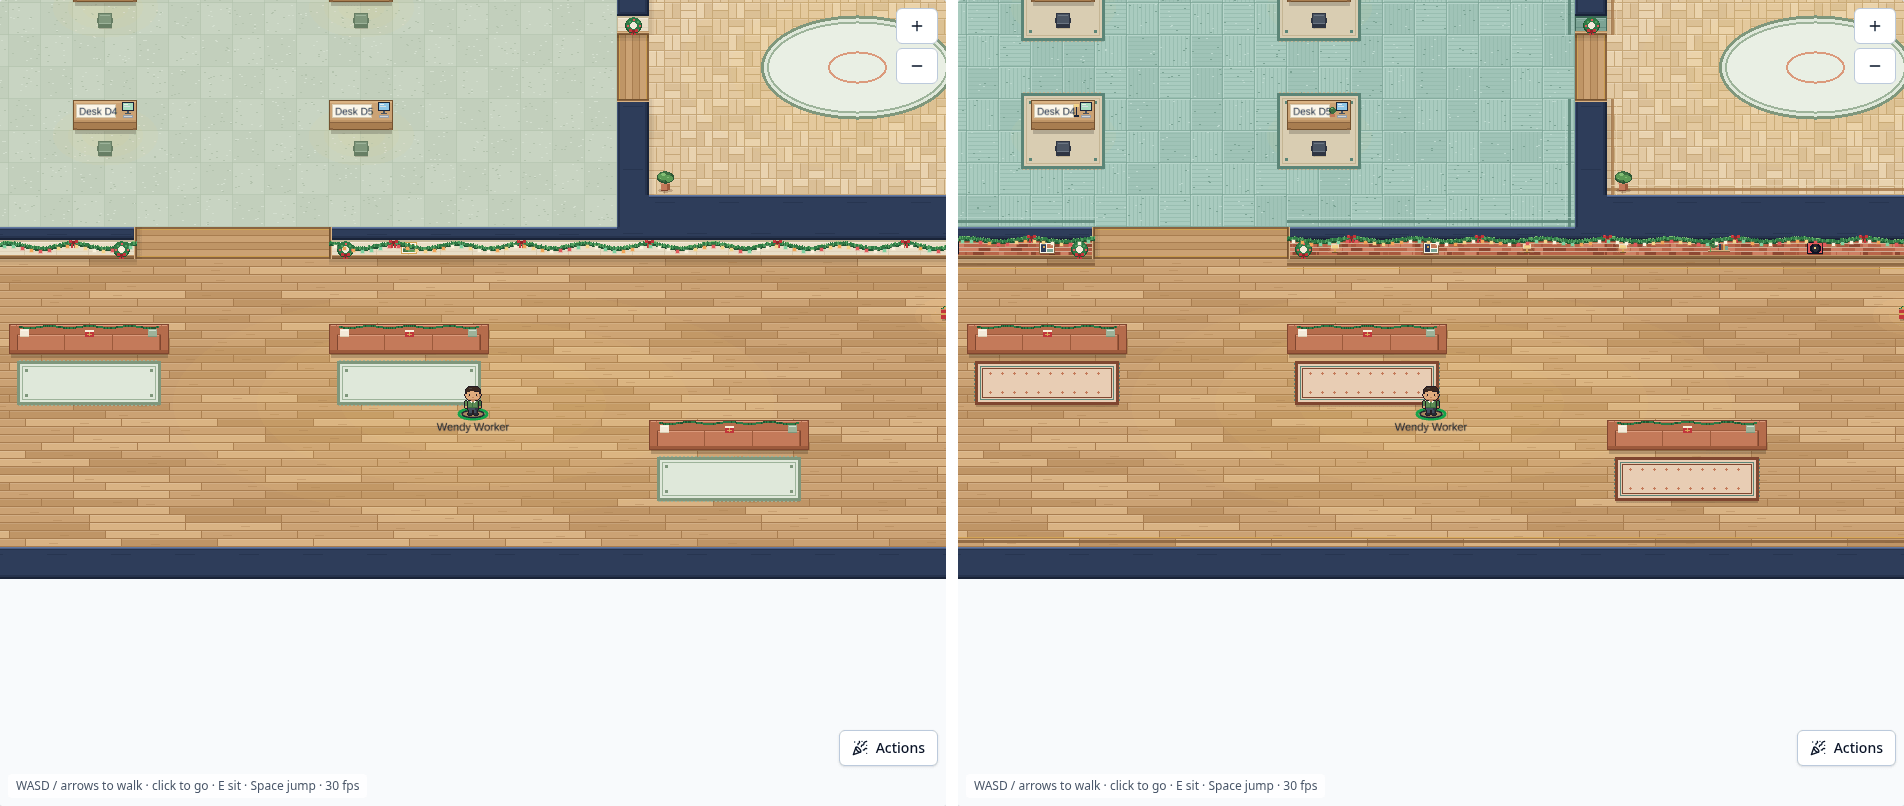 +
−
Desk D4
Desk D5
Wendy Worker
Actions
WASD / arrows to walk · click to go · E sit · Space jump · 30 fps
+
−
Desk D4
Desk D5
Wendy Worker
Actions
WASD / arrows to walk · click to go · E sit · Space jump · 30 fps